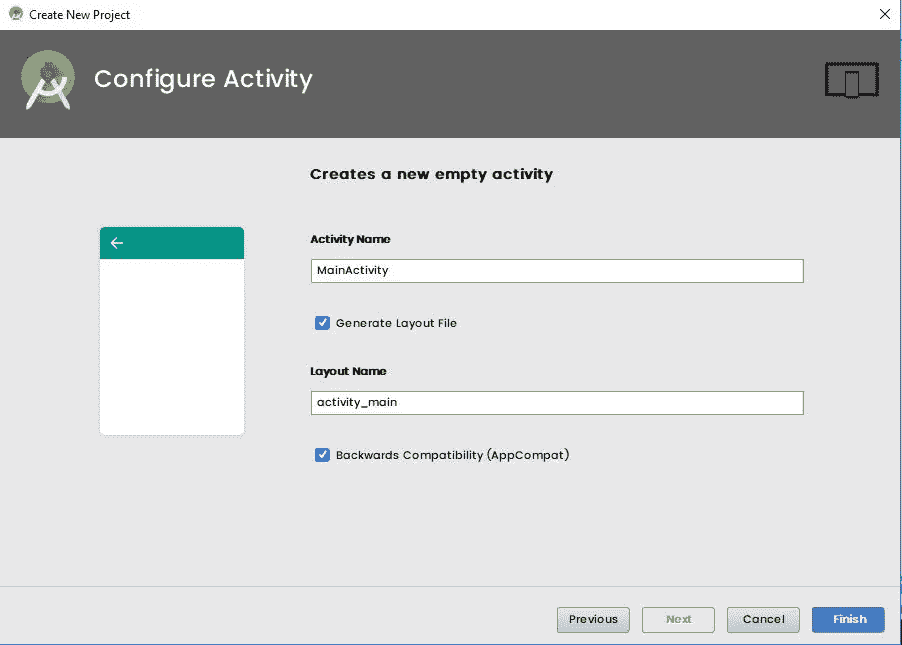 Create New Project
Configure Activity
Creates a new empty activity
Activity Name
MainActivity
Generate Layout File
Layout Name
activity_main
Backwards Compatibility (AppCompat)
Previous Next Cancel Finish